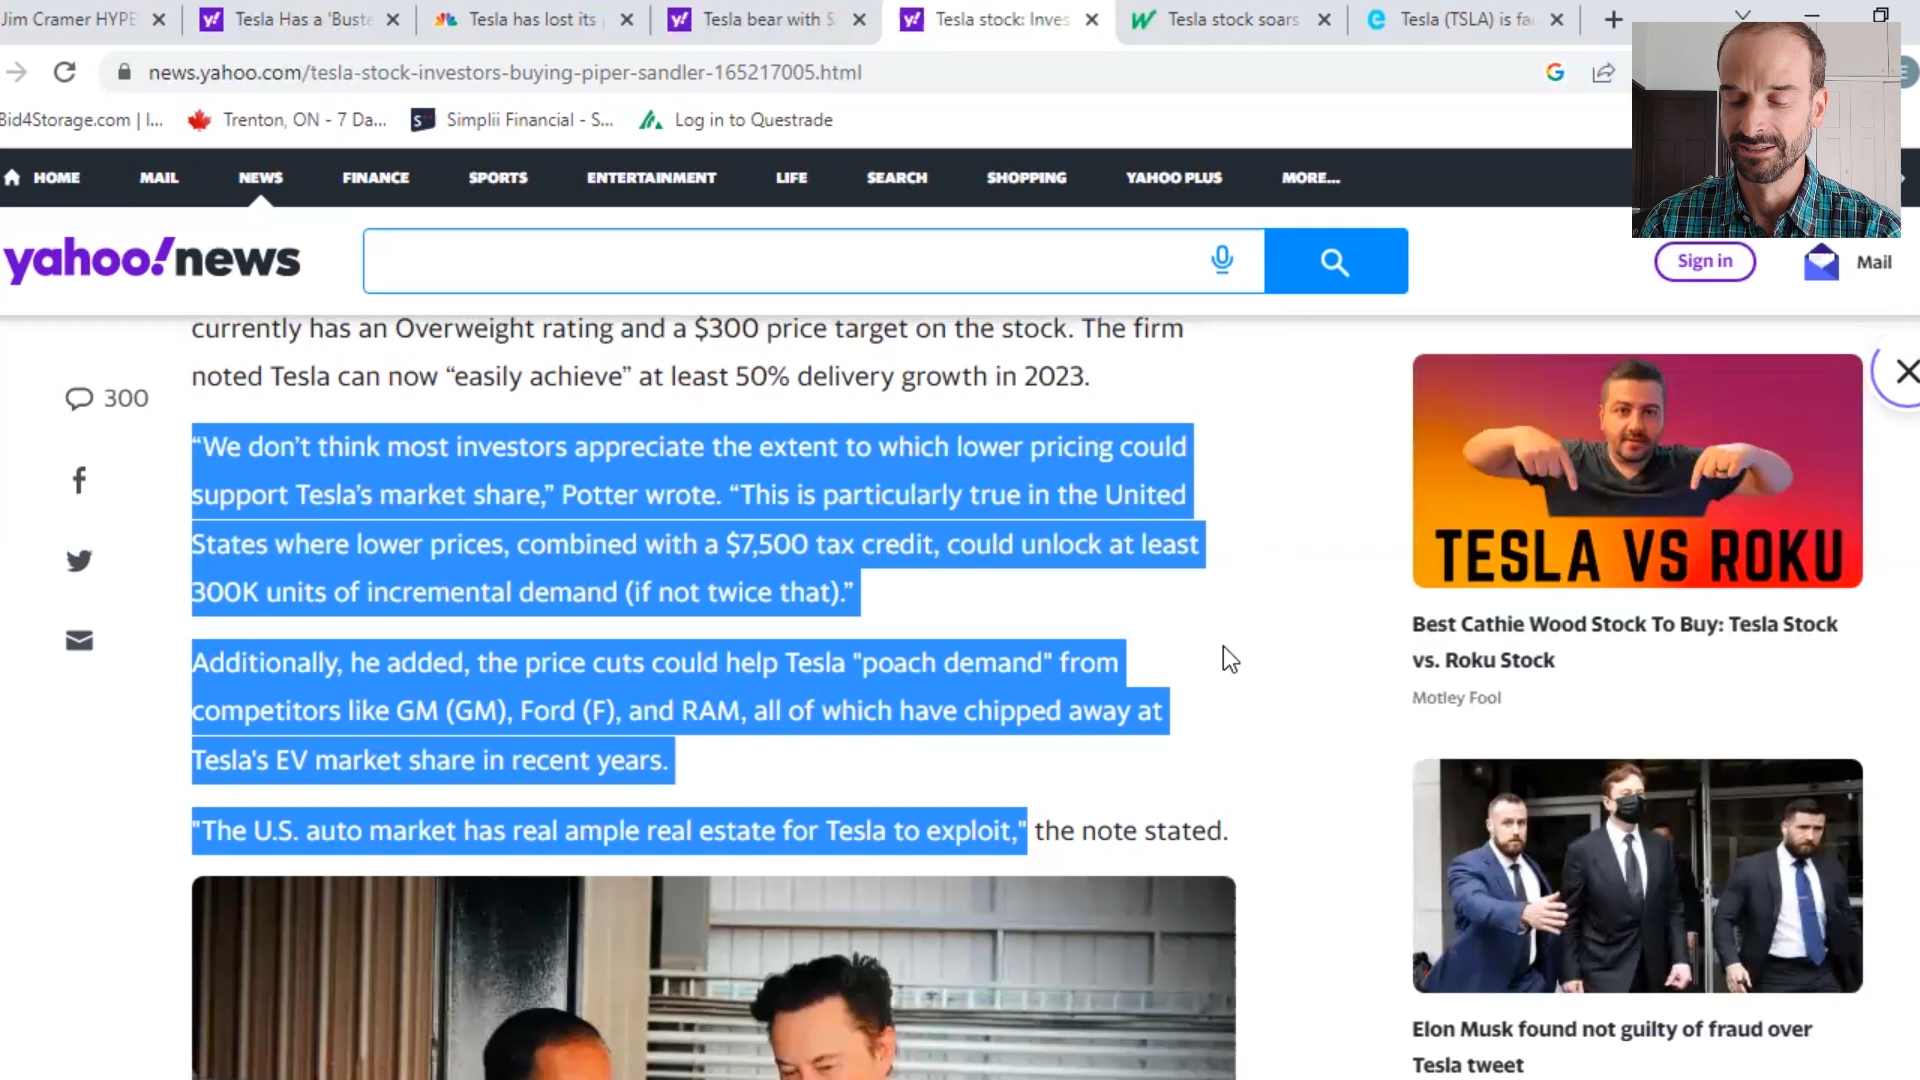 Jim Cramer HYPE
Tesla Has a 'Buste
Tesla has lost its
Tesla bear with $
Tesla stock: Inves
Tesla stock soars
Tesla (TSLA) is fa
news.yahoo.com/tesla-stock-investors-buying-piper-sandler-165217005.html
Bid4Storage.com | I...
Trenton, ON - 7 Da...
Simplii Financial - S...
Log in to Questrade
HOME
MAIL
NEWS
FINANCE
SPORTS
ENTERTAINMENT
LIFE
SEARCH
SHOPPING
YAHOO PLUS
MORE...
yahoo!news
Sign in
Mail
currently has an Overweight rating and a $300 price target on the stock. The firm
noted Tesla can now “easily achieve” at least 50% delivery growth in 2023.
300
“We don’t think most investors appreciate the extent to which lower pricing could
support Tesla’s market share,” Potter wrote. “This is particularly true in the United
States where lower prices, combined with a $7,500 tax credit, could unlock at least
300K units of incremental demand (if not twice that).”
Additionally, he added, the price cuts could help Tesla "poach demand" from
competitors like GM (GM), Ford (F), and RAM, all of which have chipped away at
Tesla's EV market share in recent years.
"The U.S. auto market has real ample real estate for Tesla to exploit," the note stated.
TESLA VS ROKU
Best Cathie Wood Stock To Buy: Tesla Stock
vs. Roku Stock
Motley Fool
Elon Musk found not guilty of fraud over
Tesla tweet